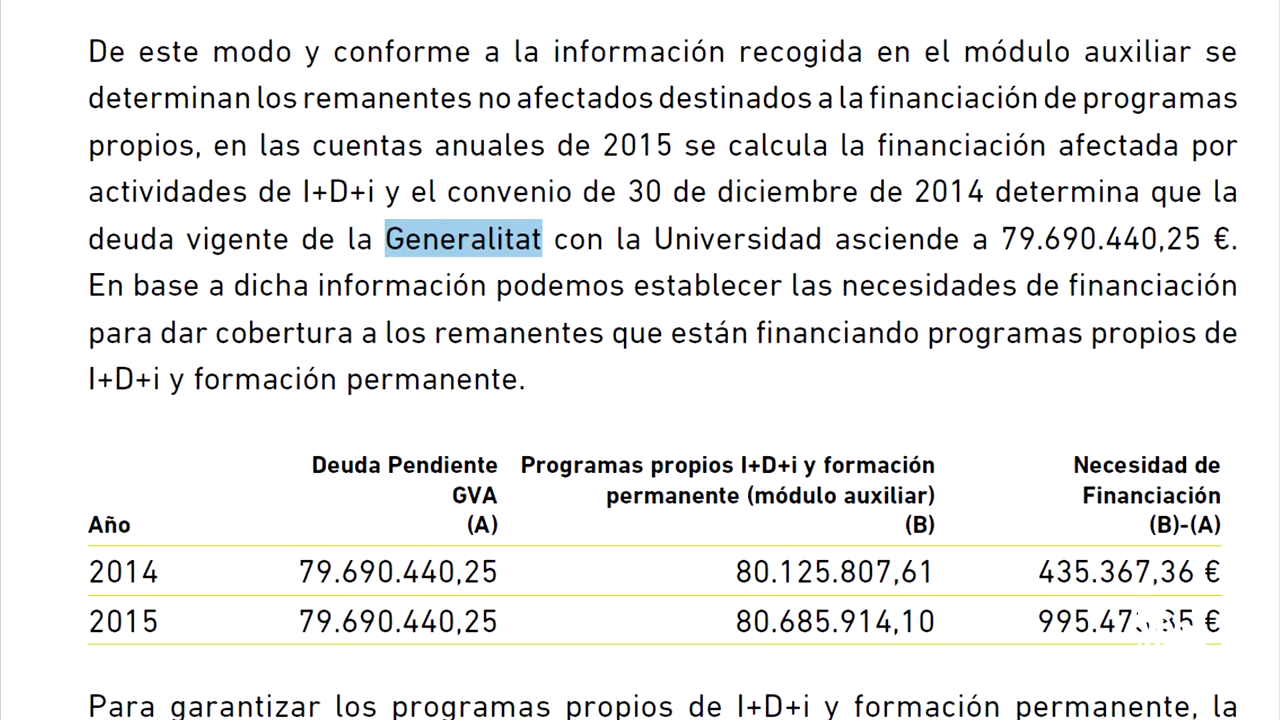 De este modo y conforme a la información recogida en el módulo auxiliar se
determinan los remanentes no afectados destinados a la financiación de programas
propios, en las cuentas anuales de 2015 se calcula la financiación afectada por
actividades de I+D+i y el convenio de 30 de diciembre de 2014 determina que la
deuda vigente de la Generalitat con la Universidad asciende a 79.690.440,25 €.
En base a dicha información podemos establecer las necesidades de financiación
para dar cobertura a los remanentes que están financiando programas propios de
I+D+i y formación permanente.
Deuda Pendiente Programas propios I+D+i y formación Necesidad de
GVA permanente (módulo auxiliar) Financiación
Año (A) (B) (B)-(A)
2014 79.690.440,25 80.125.807,61 435.367,36 €
2015 79.690.440,25 80.685.914,10 €
Para garantizar los programas propios de I+D+i y formación permanente, la